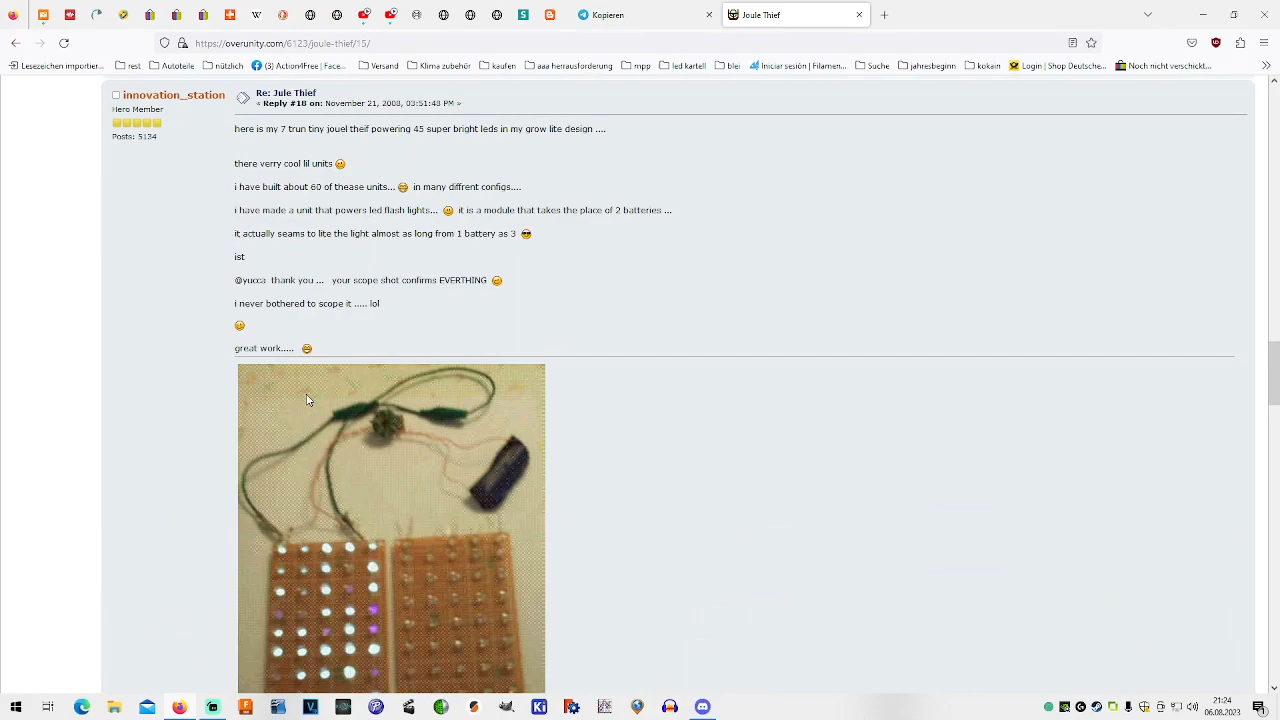 Kopieren
Joule Thief
https://overunity.com/6123/joule-thief/15/
Lesezeichen importier...
rest
Autoteile
nützlich
(3) Action4Free | Fac...
Versand
Klima zubehör
kaufen
aaa herausforderung
mpp
led kartell
blei
Iniciar sesión | Filamen...
Suche
jahresbeginn
kokain
Login | Shop Deutsche...
Noch nicht verschickt...
innovation_station
Hero Member
Posts: 5134
Re: Jule Thief
« Reply #18 on: November 21, 2008, 03:51:48 PM »
here is my 7 trun tiny jouel theif powering 45 super bright leds in my grow lite design ....
there verry cool lil units
i have built about 60 of thease units... in many diffrent configs....
i have made a unit that powers led flash lights... it is a module that takes the place of 2 batteries ...
it actually seams to lite the light almost as long from 1 battery as 3
ist
@yucca thank you ... your scope shot confirms EVERTHING
i never bothered to scope it ..... lol
great work.....
21:24
06.09.2023